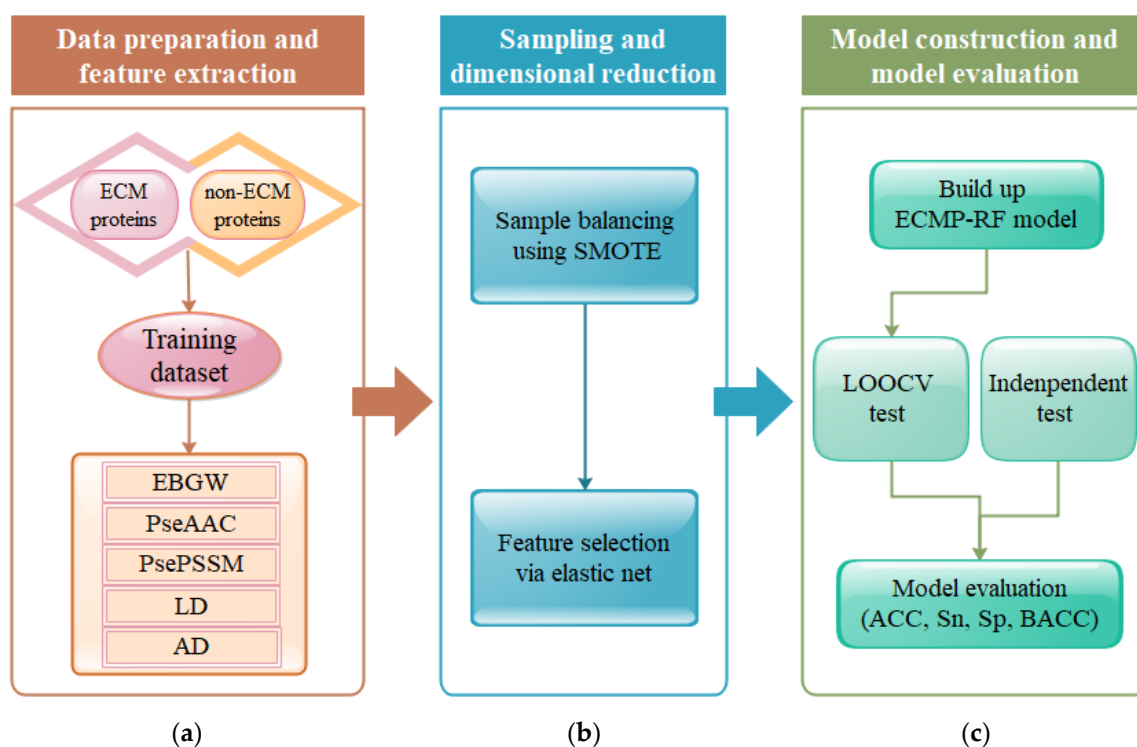 Data preparation and
feature extraction
ECM
proteins
non-ECM
proteins
Training
dataset
EBGW
PseAAC
PsePSSM
LD
AD
(a)
Sampling and
dimensional reduction
Sample balancing
using SMOTE
Feature selection
via elastic net
(b)
Model construction and
model evaluation
Build up
ECMP-RF model
LOOCV
test
Indenpendent
test
Model evaluation
(ACC, Sn, Sp, BACC)
(c)